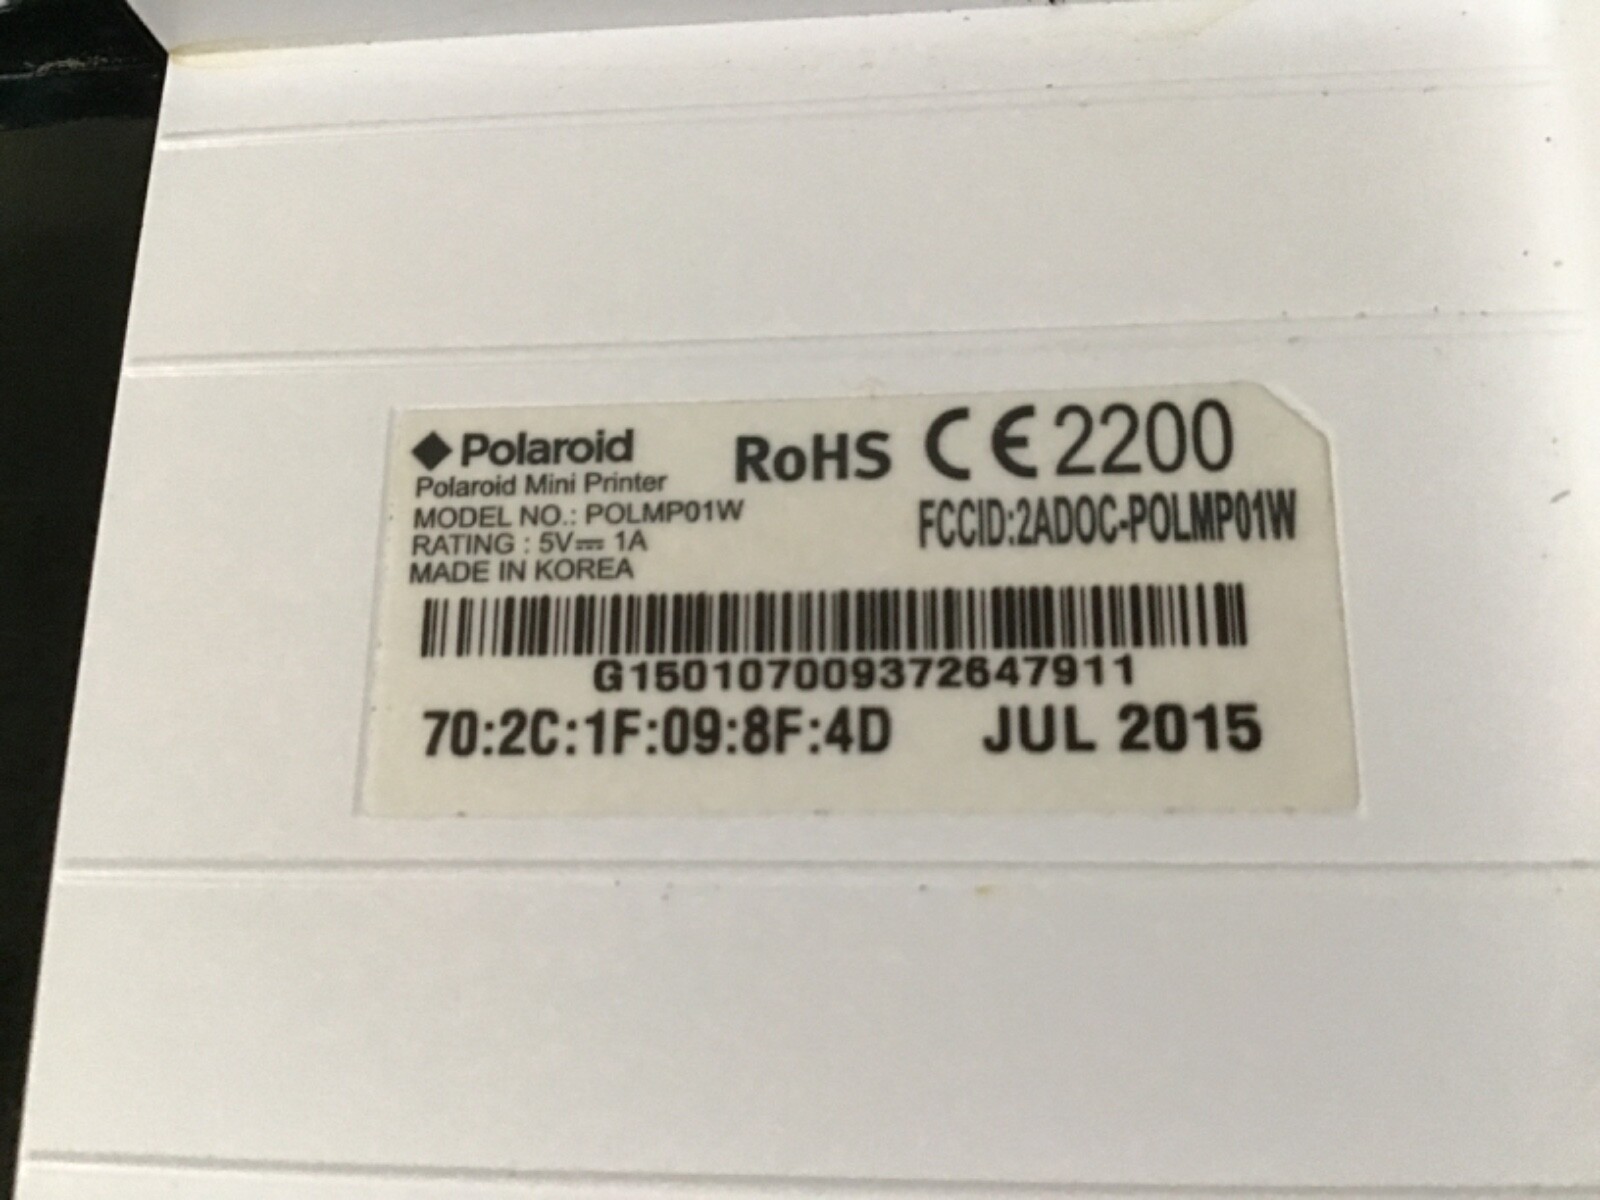 Polaroid
Polaroid Mini Printer
MODEL NO.: POLMP01W
RATING : 5V⎓ 1A
MADE IN KOREA
RoHS CE 2200
FCCID:2ADOC-POLMP01W
G1501070009372647911
70:2C:1F:09:8F:4D JUL 2015